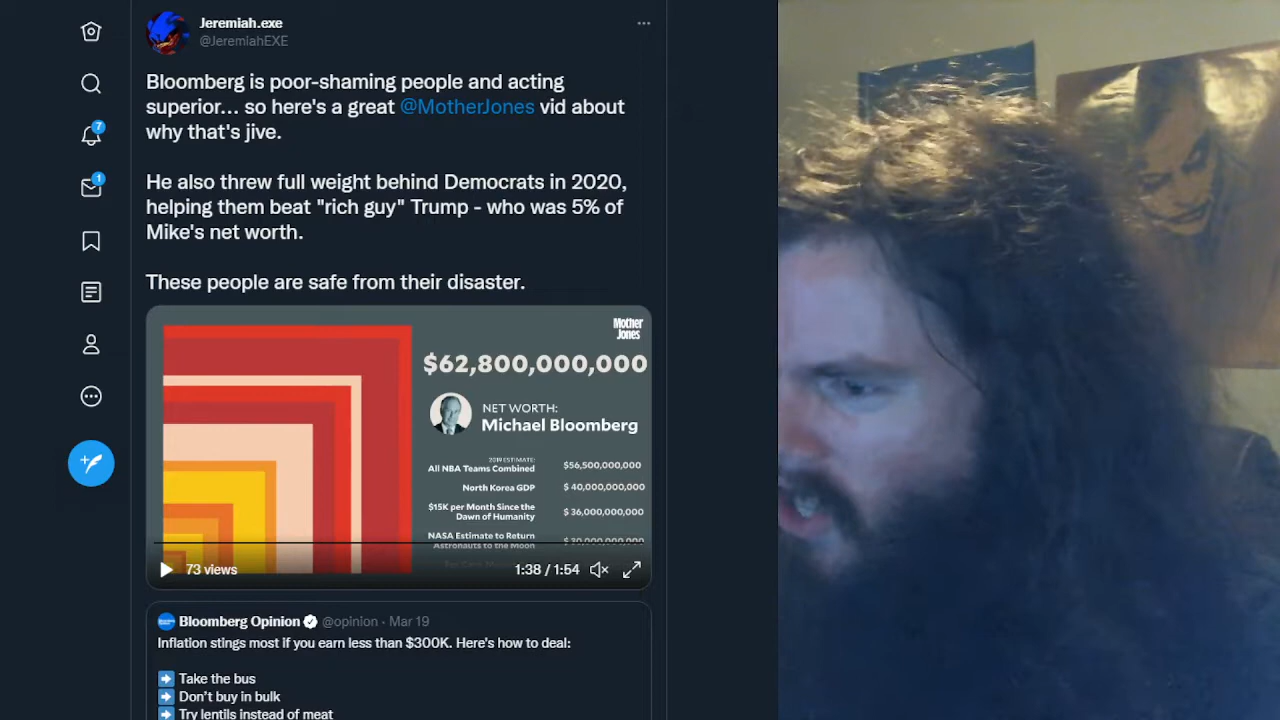 Jeremiah.exe
@JeremiahEXE
Bloomberg is poor-shaming people and acting
superior... so here's a great @MotherJones vid about
why that's jive.
He also threw full weight behind Democrats in 2020,
helping them beat "rich guy" Trump - who was 5% of
Mike's net worth.
These people are safe from their disaster.
Mother
Jones
$62,800,000,000
NET WORTH:
Michael Bloomberg
2019 ESTIMATE:
All NBA Teams Combined $56,500,000,000
North Korea GDP $40,000,000,000
$15K per Month Since the
Dawn of Humanity $36,000,000,000
NASA Estimate to Return
Astronauts to the Moon $30,000,000,000
73 views 1:38 / 1:54
Bloomberg Opinion @opinion · Mar 19
Inflation stings most if you earn less than $300K. Here's how to deal:
Take the bus
Don't buy in bulk
Try lentils instead of meat
7
1